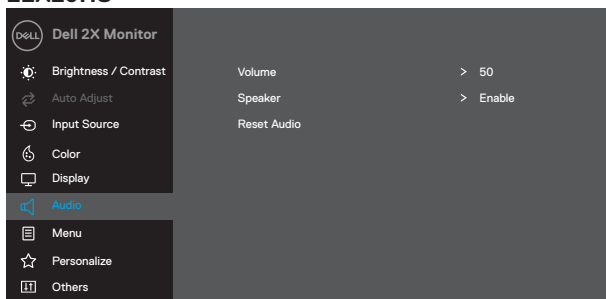 DELL
Dell 2X Monitor
Brightness / Contrast
Volume > 50
Auto Adjust
Speaker > Enable
Input Source
Reset Audio
Color
Display
Audio
Menu
Personalize
Others